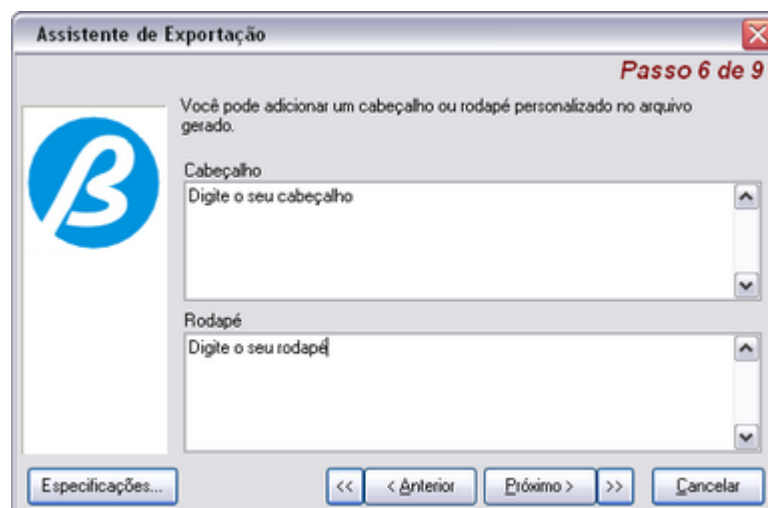 Assistente de Exportação
Passo 6 de 9
Você pode adicionar um cabeçalho ou rodapé personalizado no arquivo
gerado.
Cabeçalho
Digite o seu cabeçalho
Rodapé
Digite o seu rodapé
Especificações... << < Anterior Próximo > >> Cancelar